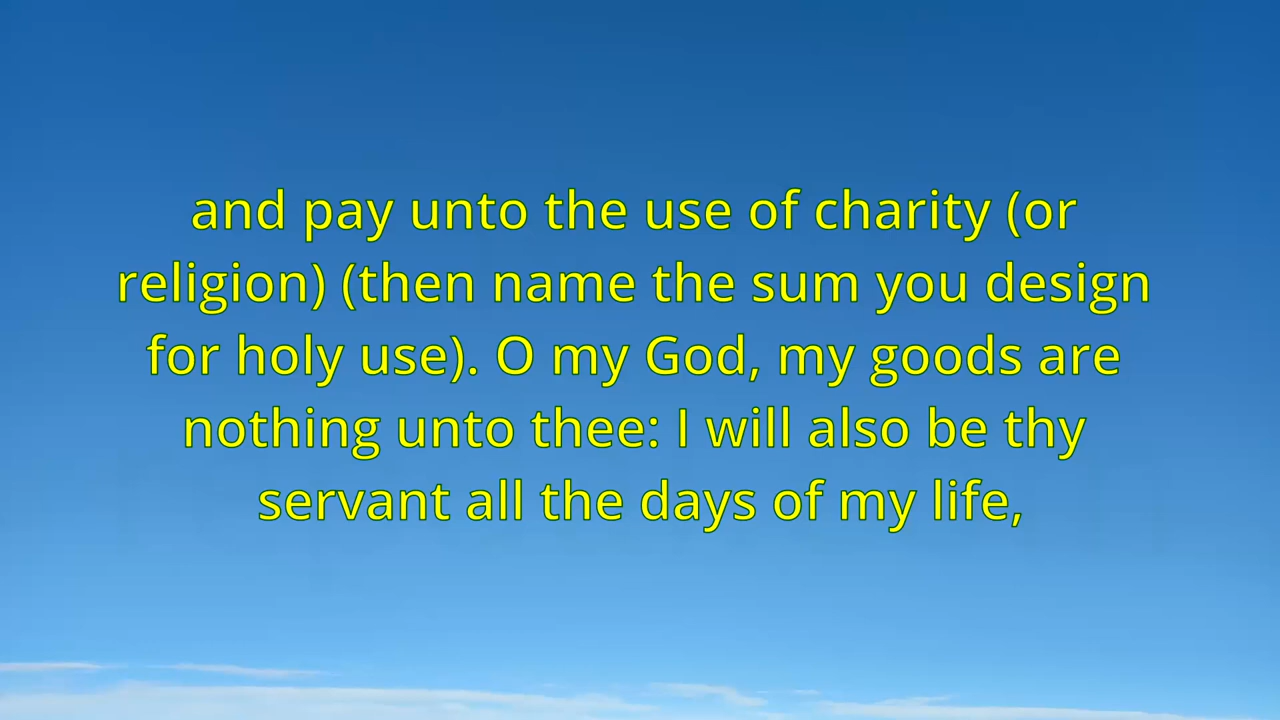 and pay unto the use of charity (or
religion) (then name the sum you design
for holy use). O my God, my goods are
nothing unto thee: I will also be thy
servant all the days of my life,